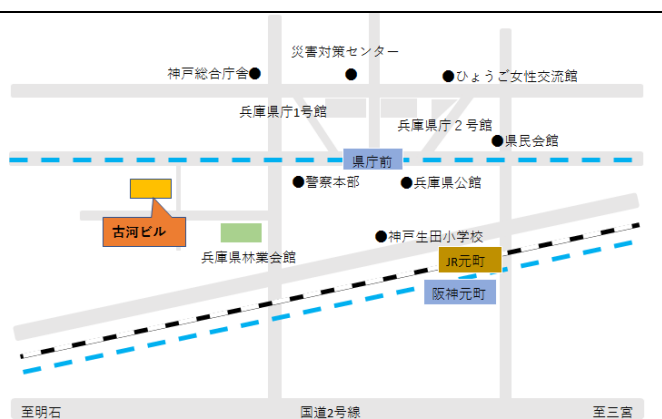 災害対策センター
神戸総合庁舎●
●
●ひょうご女性交流館
兵庫県庁1号館
兵庫県庁２号館
●県民会館
県庁前
●警察本部
●兵庫県公館
古河ビル
兵庫県林業会館
●神戸生田小学校
JR元町
阪神元町
至明石
国道2号線
至三宮